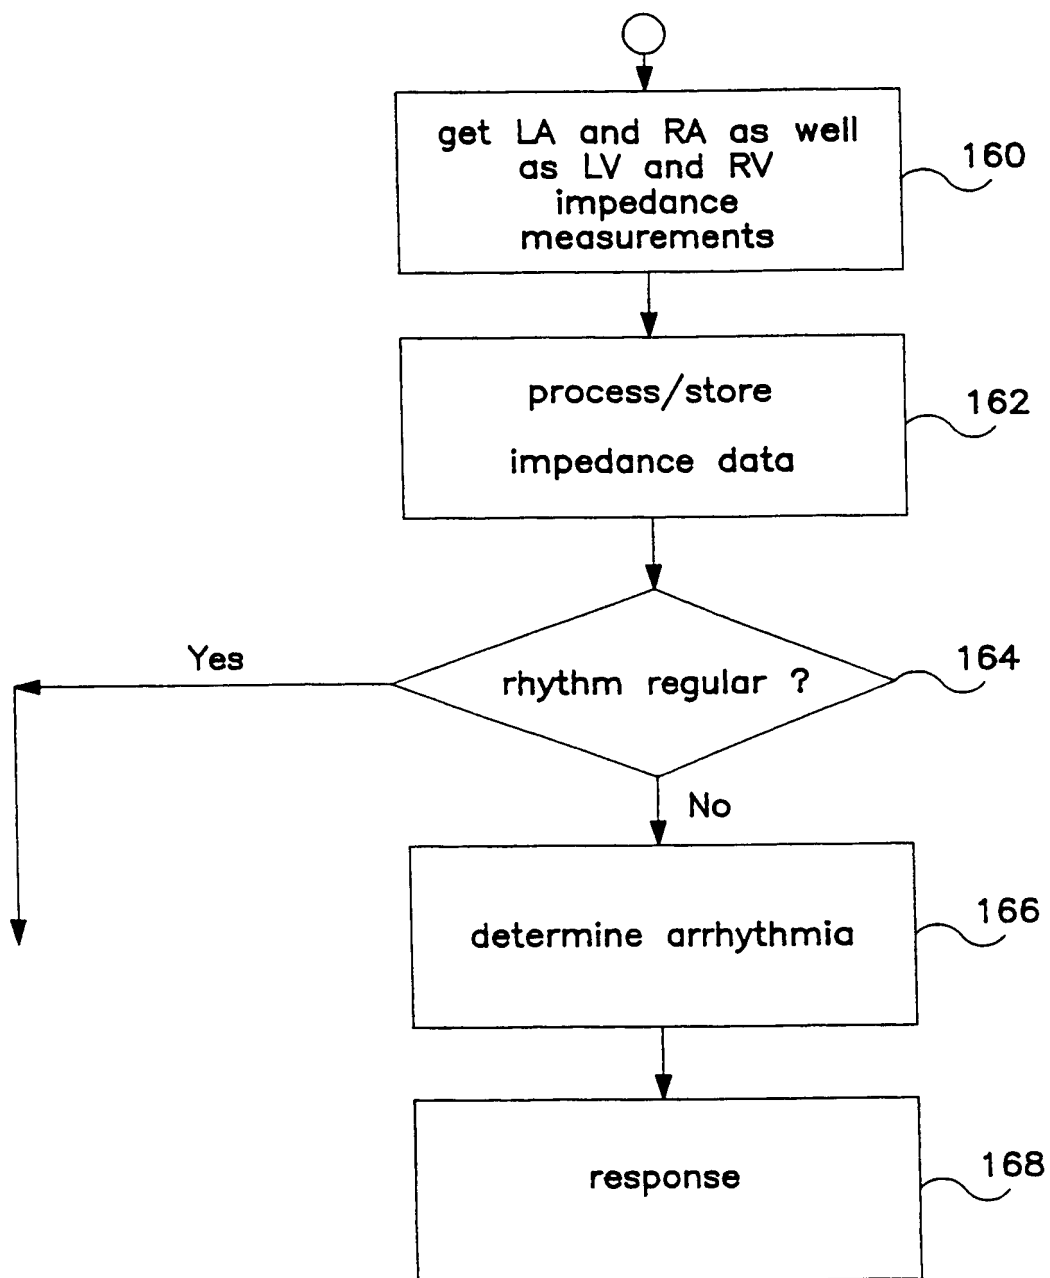 get LA and RA as well
as LV and RV
impedance
measurements
160
process/store
impedance data
162
Yes
rhythm regular ?
164
No
determine arrhythmia
166
response
168